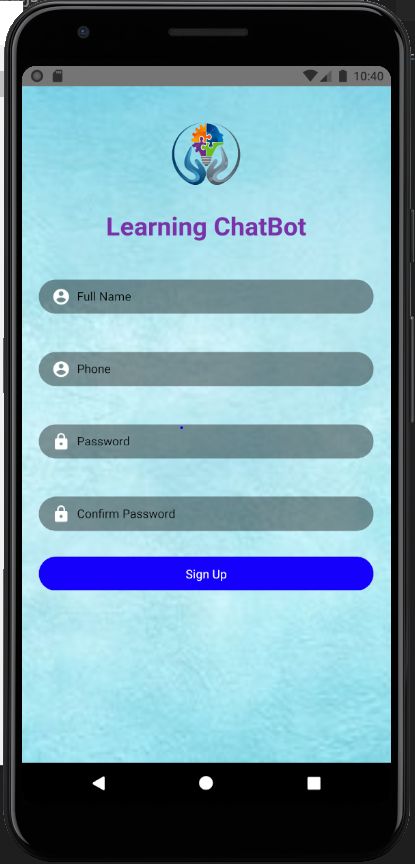 10:40
Learning ChatBot
Full Name
Phone
Password
Confirm Password
Sign Up